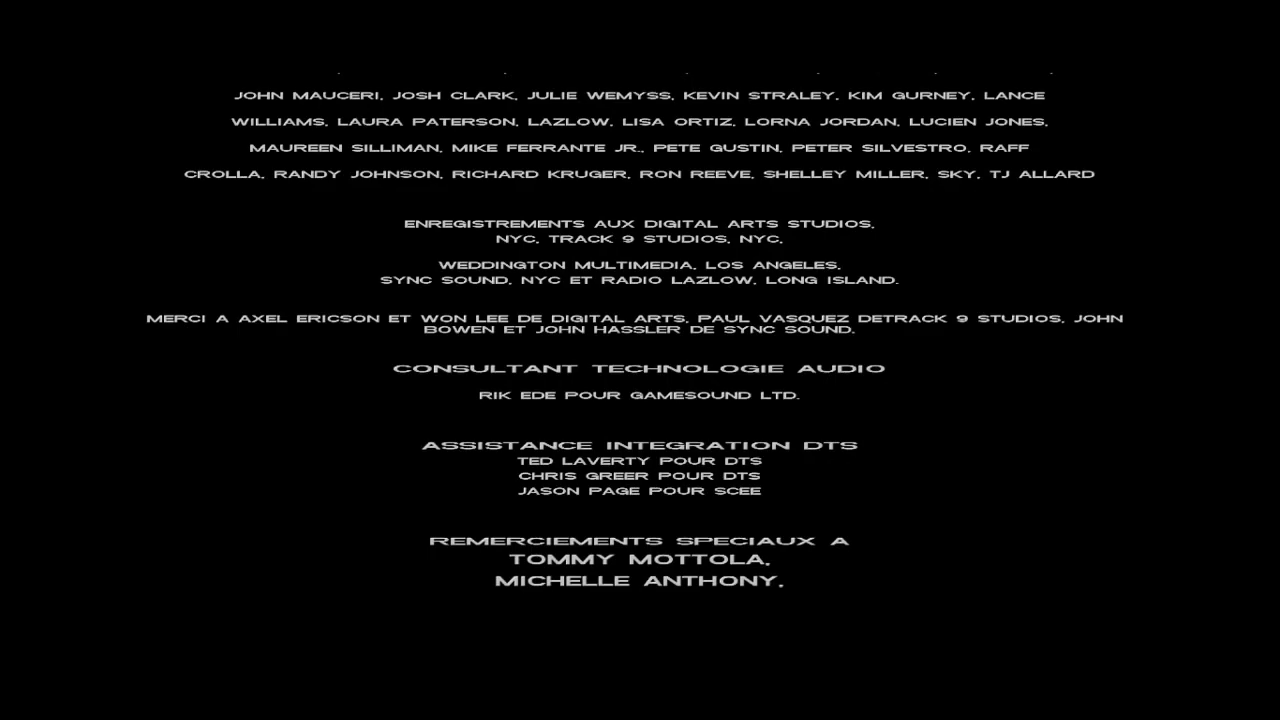 JOHN MAUCERI, JOSH CLARK, JULIE WEMYSS, KEVIN STRALEY, KIM GURNEY, LANCE
WILLIAMS, LAURA PATERSON, LAZLOW, LISA ORTIZ, LORNA JORDAN, LUCIEN JONES,
MAUREEN SILLIMAN, MIKE FERRANTE JR., PETE GUSTIN, PETER SILVESTRO, RAFF
CROLLA, RANDY JOHNSON, RICHARD KRUGER, RON REEVE, SHELLEY MILLER, SKY, TJ ALLARD
ENREGISTREMENTS AUX DIGITAL ARTS STUDIOS,
NYC, TRACK 9 STUDIOS, NYC,
WEDDINGTON MULTIMEDIA, LOS ANGELES,
SYNC SOUND, NYC ET RADIO LAZLOW, LONG ISLAND.
MERCI A AXEL ERICSON ET WON LEE DE DIGITAL ARTS, PAUL VASQUEZ DETRACK 9 STUDIOS, JOHN
BOWEN ET JOHN HASSLER DE SYNC SOUND.
CONSULTANT TECHNOLOGIE AUDIO
RIK EDE POUR GAMESOUND LTD.
ASSISTANCE INTEGRATION DTS
TED LAVERTY POUR DTS
CHRIS GREER POUR DTS
JASON PAGE POUR SCEE
REMERCIEMENTS SPECIAUX A
TOMMY MOTTOLA,
MICHELLE ANTHONY,